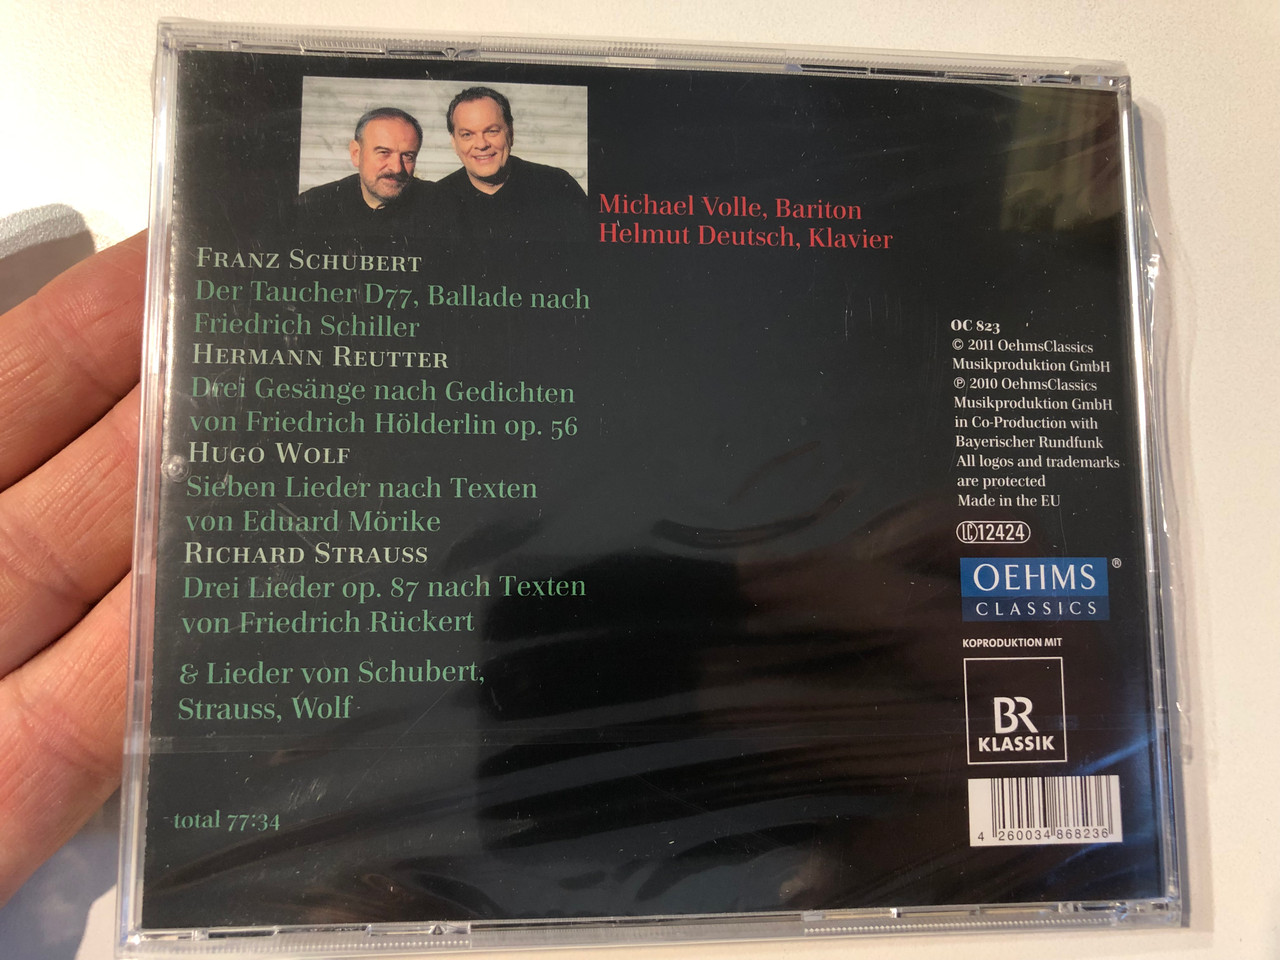 Michael Volle, Bariton
Helmut Deutsch, Klavier
FRANZ SCHUBERT
Der Taucher D77, Ballade nach
Friedrich Schiller
HERMANN REUTTER
Drei Gesänge nach Gedichten
von Friedrich Hölderlin op. 56
HUGO WOLF
Sieben Lieder nach Texten
von Eduard Mörike
RICHARD STRAUSS
Drei Lieder op. 87 nach Texten
von Friedrich Rückert
& Lieder von Schubert,
Strauss, Wolf
total 77:34
OC 823
© 2011 OehmsClassics
Musikproduktion GmbH
℗ 2010 OehmsClassics
Musikproduktion GmbH
in Co-Production with
Bayerischer Rundfunk
All logos and trademarks
are protected
Made in the EU
LC 12424
OEHMS ®
CLASSICS
KOPRODUKTION MIT
BR
KLASSIK
4 260034 868236